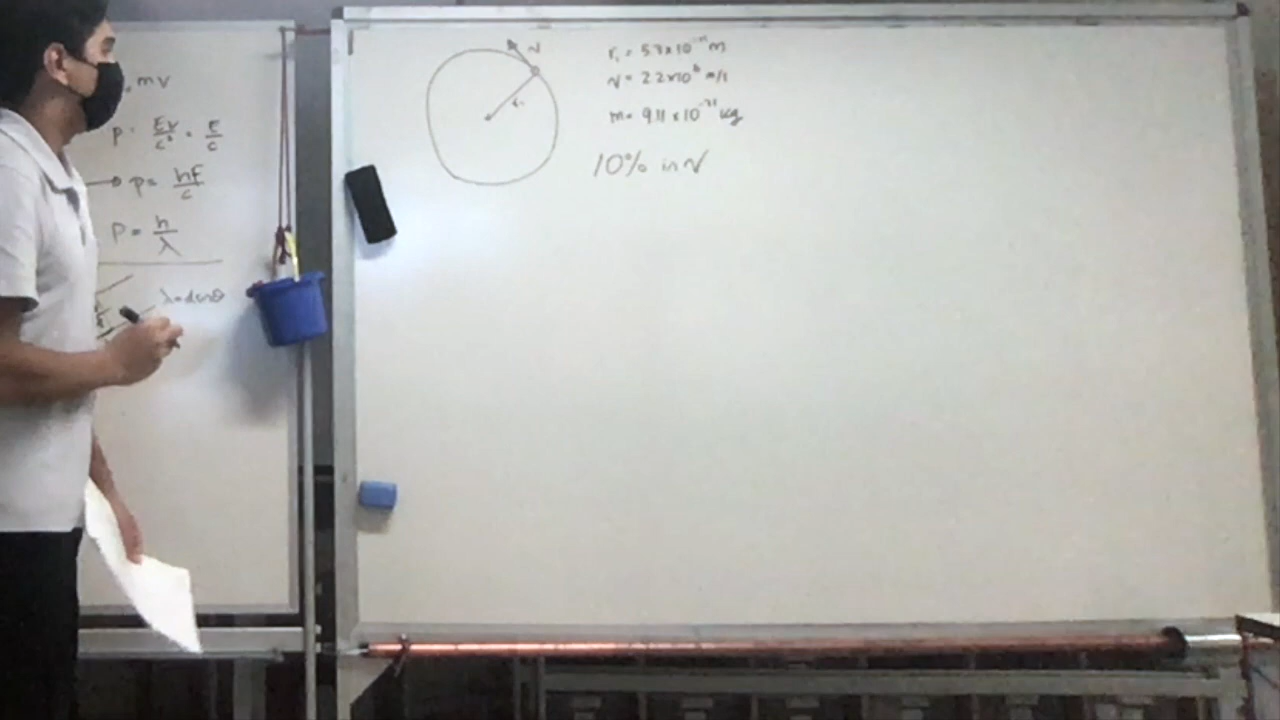 mv
p = Ev/c² = E/c
→ p = hf/c
P = h/λ
λ = d sinθ
v
r₁
r₁ = 5.3 x 10⁻¹¹ m
v = 2.2 x 10⁶ m/s
m = 9.11 x 10⁻³¹ kg
10% in v